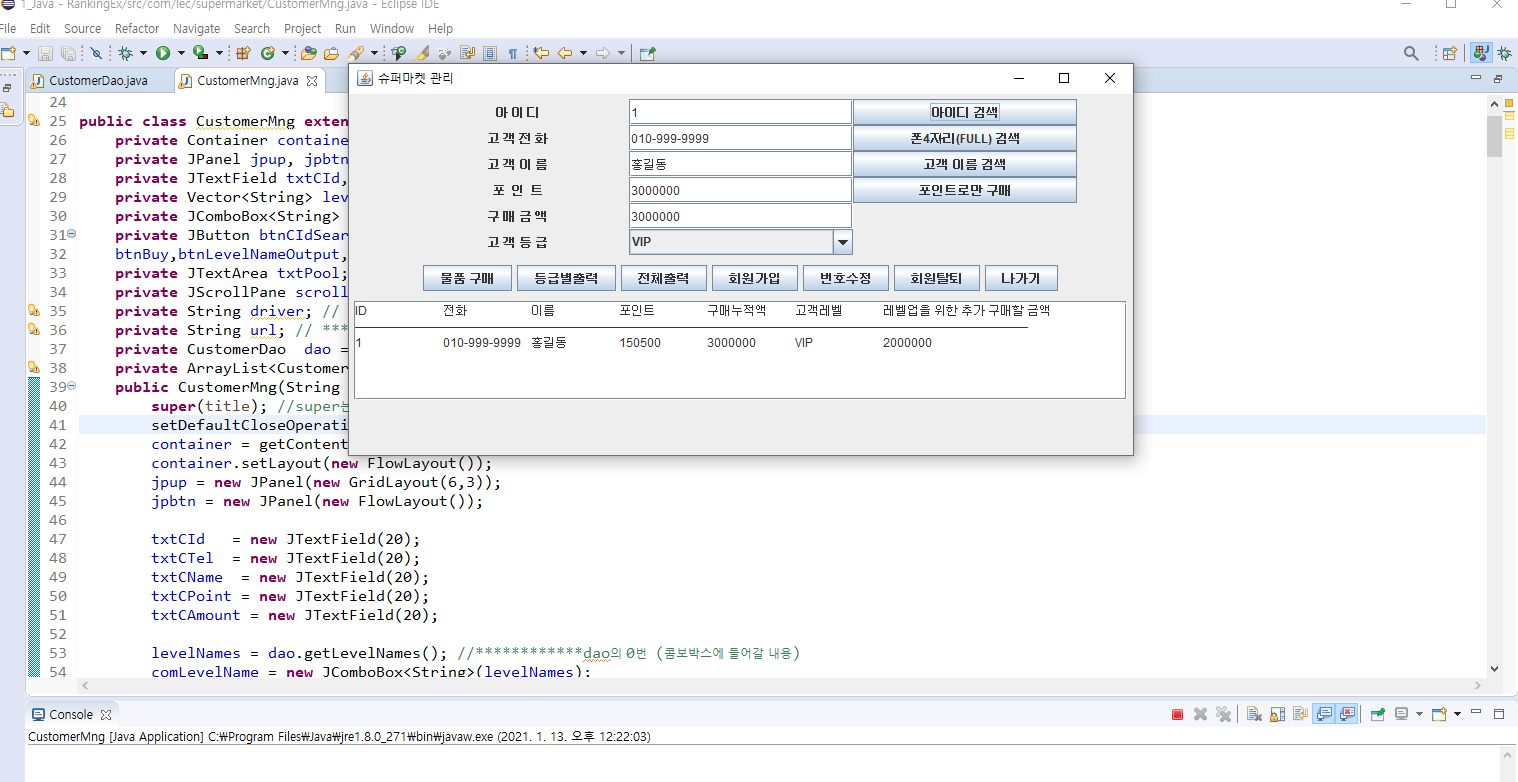 1_Java - RankingEx/src/com/lec/supermarket/CustomerMng.java - Eclipse IDE
File Edit Source Refactor Navigate Search Project Run Window Help
CustomerDao.java CustomerMng.java
슈퍼마켓 관리
아 이 디 1 아이디 검색
고 객 전 화 010-999-9999 폰4자리(FULL) 검색
고 객 이 름 홍길동 고객 이름 검색
포 인 트 3000000 포인트로만 구매
구 매 금 액 3000000
고 객 등 급 VIP
물품 구매 등급별출력 전체출력 회원가입 번호수정 회원탈퇴 나가기
ID 전화 이름 포인트 구매누적액 고객레벨 레벨업을 위한 추가 구매할 금액
1 010-999-9999 홍길동 150500 3000000 VIP 2000000
24
25 public class CustomerMng exten
26 private Container containe
27 private JPanel jpup, jpbtn
28 private JTextField txtCId,
29 private Vector<String> lev
30 private JComboBox<String>
31 private JButton btnCIdSear
32 btnBuy,btnLevelNameOutput,
33 private JTextArea txtPool;
34 private JScrollPane scroll
35 private String driver; //
36 private String url; // ***
37 private CustomerDao dao =
38 private ArrayList<Customer
39 public CustomerMng(String
40 super(title); //super는
41 setDefaultCloseOperati
42 container = getContent
43 container.setLayout(new FlowLayout());
44 jpup = new JPanel(new GridLayout(6,3));
45 jpbtn = new JPanel(new FlowLayout());
46
47 txtCId = new JTextField(20);
48 txtCTel = new JTextField(20);
49 txtCName = new JTextField(20);
50 txtCPoint = new JTextField(20);
51 txtCAmount = new JTextField(20);
52
53 levelNames = dao.getLevelNames(); //************dao의 0번 (콤보박스에 들어갈 내용)
54 comLevelName = new JComboBox<String>(levelNames);
Console
CustomerMng [Java Application] C:₩Program Files₩Java₩jre1.8.0_271₩bin₩javaw.exe (2021. 1. 13. 오후 12:22:03)